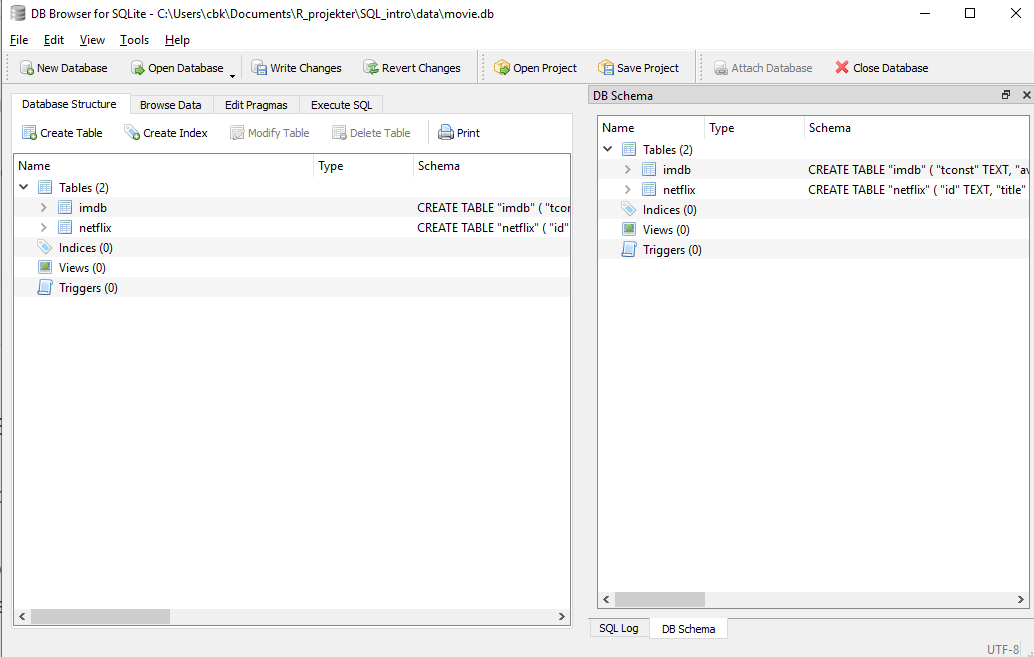 DB Browser for SQLite - C:\Users\cbk\Documents\R_projekter\SQL_intro\data\movie.db
File Edit View Tools Help
New Database Open Database Write Changes Revert Changes Open Project Save Project Attach Database Close Database
Database Structure Browse Data Edit Pragmas Execute SQL
Create Table Create Index Modify Table Delete Table Print
Name Type Schema
Tables (2)
imdb CREATE TABLE "imdb" ( "tcor
netflix CREATE TABLE "netflix" ( "id"
Indices (0)
Views (0)
Triggers (0)
DB Schema
Name Type Schema
Tables (2)
imdb CREATE TABLE "imdb" ( "tconst" TEXT, "av
netflix CREATE TABLE "netflix" ( "id" TEXT, "title"
Indices (0)
Views (0)
Triggers (0)
SQL Log DB Schema
UTF-8